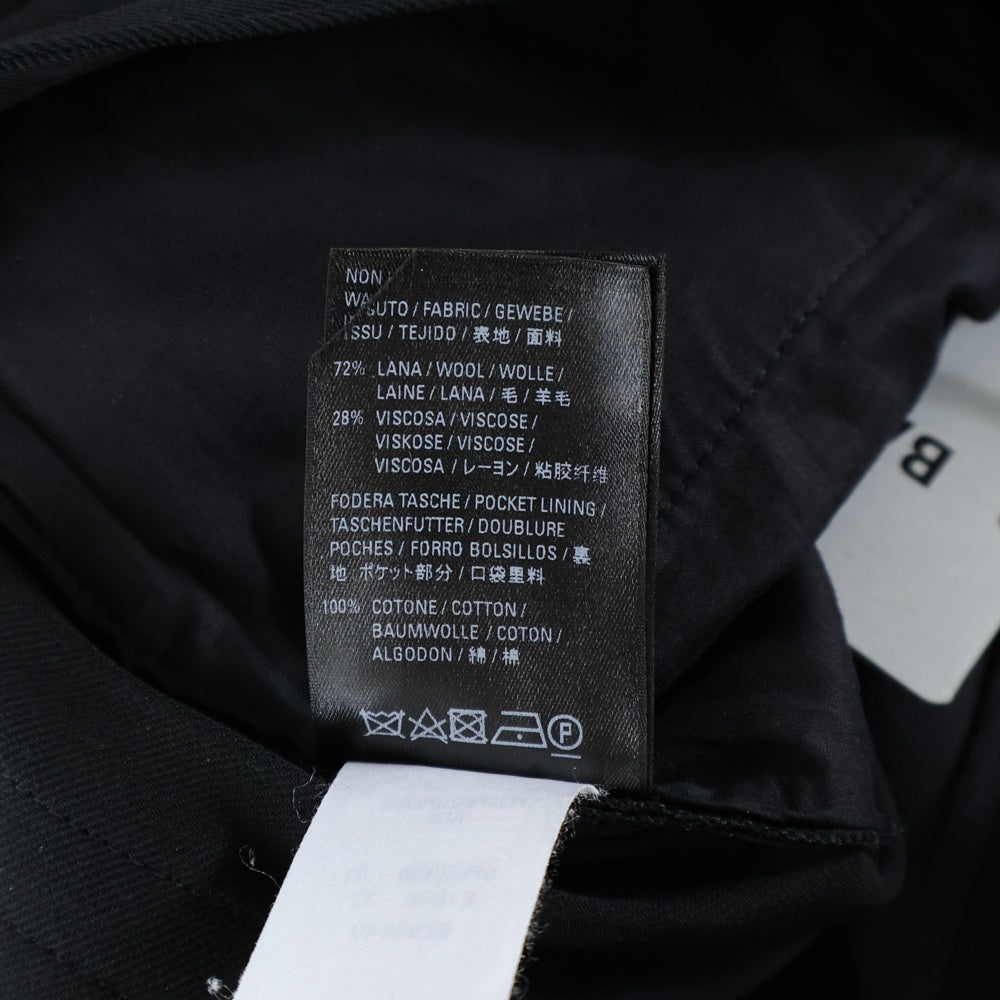 NON
SUTO / FABRIC / GEWEBE /
ISSU / TEJIDO / 表地 / 面料
72% LANA / WOOL / WOLLE /
LAINE / LANA / 毛 / 羊毛
28% VISCOSA / VISCOSE /
VISKOSE / VISCOSE /
VISCOSA / レーヨン / 粘胶纤维
FODERA TASCHE / POCKET LINING /
TASCHENFUTTER / DOUBLURE
POCHES / FORRO BOLSILLOS / 裏
地 ポケット部分 / 口袋里料
100% COTONE / COTTON /
BAUMWOLLE / COTON /
ALGODON / 綿 / 棉
P
B